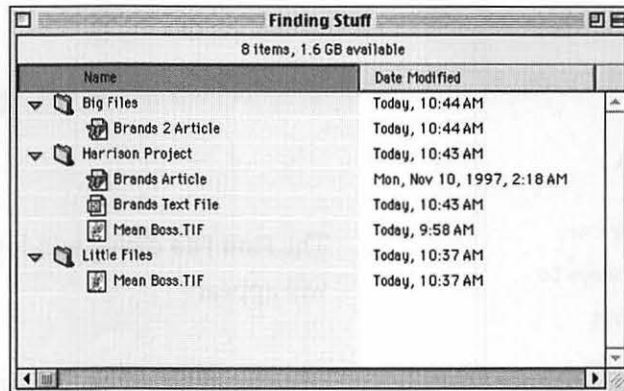 Finding Stuff
8 items, 1.6 GB available
Name Date Modified
Big Files Today, 10:44 AM
Brands 2 Article Today, 10:44 AM
Harrison Project Today, 10:43 AM
Brands Article Mon, Nov 10, 1997, 2:18 AM
Brands Text File Today, 10:43 AM
Mean Boss.TIF Today, 9:58 AM
Little Files Today, 10:37 AM
Mean Boss.TIF Today, 10:37 AM